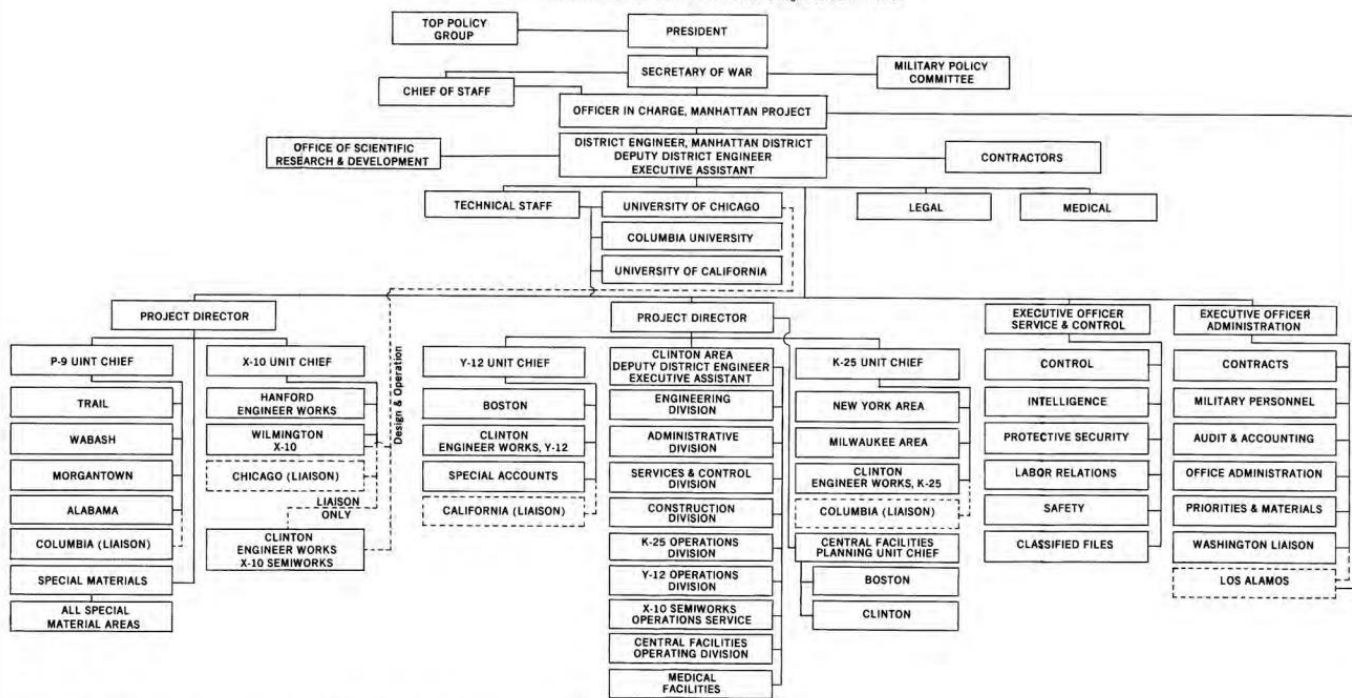 TOP POLICY
GROUP
PRESIDENT
SECRETARY OF WAR
MILITARY POLICY
COMMITTEE
CHIEF OF STAFF
OFFICER IN CHARGE, MANHATTAN PROJECT
OFFICE OF SCIENTIFIC
RESEARCH & DEVELOPMENT
DISTRICT ENGINEER, MANHATTAN DISTRICT
DEPUTY DISTRICT ENGINEER
EXECUTIVE ASSISTANT
CONTRACTORS
TECHNICAL STAFF
UNIVERSITY OF CHICAGO
LEGAL
MEDICAL
COLUMBIA UNIVERSITY
UNIVERSITY OF CALIFORNIA
PROJECT DIRECTOR
P-9 UINT CHIEF
TRAIL
WABASH
MORGANTOWN
ALABAMA
COLUMBIA (LIAISON)
SPECIAL MATERIALS
ALL SPECIAL
MATERIAL AREAS
X-10 UNIT CHIEF
HANFORD
ENGINEER WORKS
WILMINGTON
X-10
CHICAGO (LIAISON)
LIAISON
ONLY
CLINTON
ENGINEER WORKS
X-10 SEMIWORKS
Design & Operation
PROJECT DIRECTOR
Y-12 UNIT CHIEF
BOSTON
CLINTON
ENGINEER WORKS, Y-12
SPECIAL ACCOUNTS
CALIFORNIA (LIAISON)
CLINTON AREA
DEPUTY DISTRICT ENGINEER
EXECUTIVE ASSISTANT
ENGINEERING
DIVISION
ADMINISTRATIVE
DIVISION
SERVICES & CONTROL
DIVISION
CONSTRUCTION
DIVISION
K-25 OPERATIONS
DIVISION
Y-12 OPERATIONS
DIVISION
X-10 SEMIWORKS
OPERATIONS SERVICE
CENTRAL FACILITIES
OPERATING DIVISION
MEDICAL
FACILITIES
K-25 UNIT CHIEF
NEW YORK AREA
MILWAUKEE AREA
CLINTON
ENGINEER WORKS, K-25
COLUMBIA (LIAISON)
CENTRAL FACILITIES
PLANNING UNIT CHIEF
BOSTON
CLINTON
EXECUTIVE OFFICER
SERVICE & CONTROL
CONTROL
INTELLIGENCE
PROTECTIVE SECURITY
LABOR RELATIONS
SAFETY
CLASSIFIED FILES
EXECUTIVE OFFICER
ADMINISTRATION
CONTRACTS
MILITARY PERSONNEL
AUDIT & ACCOUNTING
OFFICE ADMINISTRATION
PRIORITIES & MATERIALS
WASHINGTON LIAISON
LOS ALAMOS